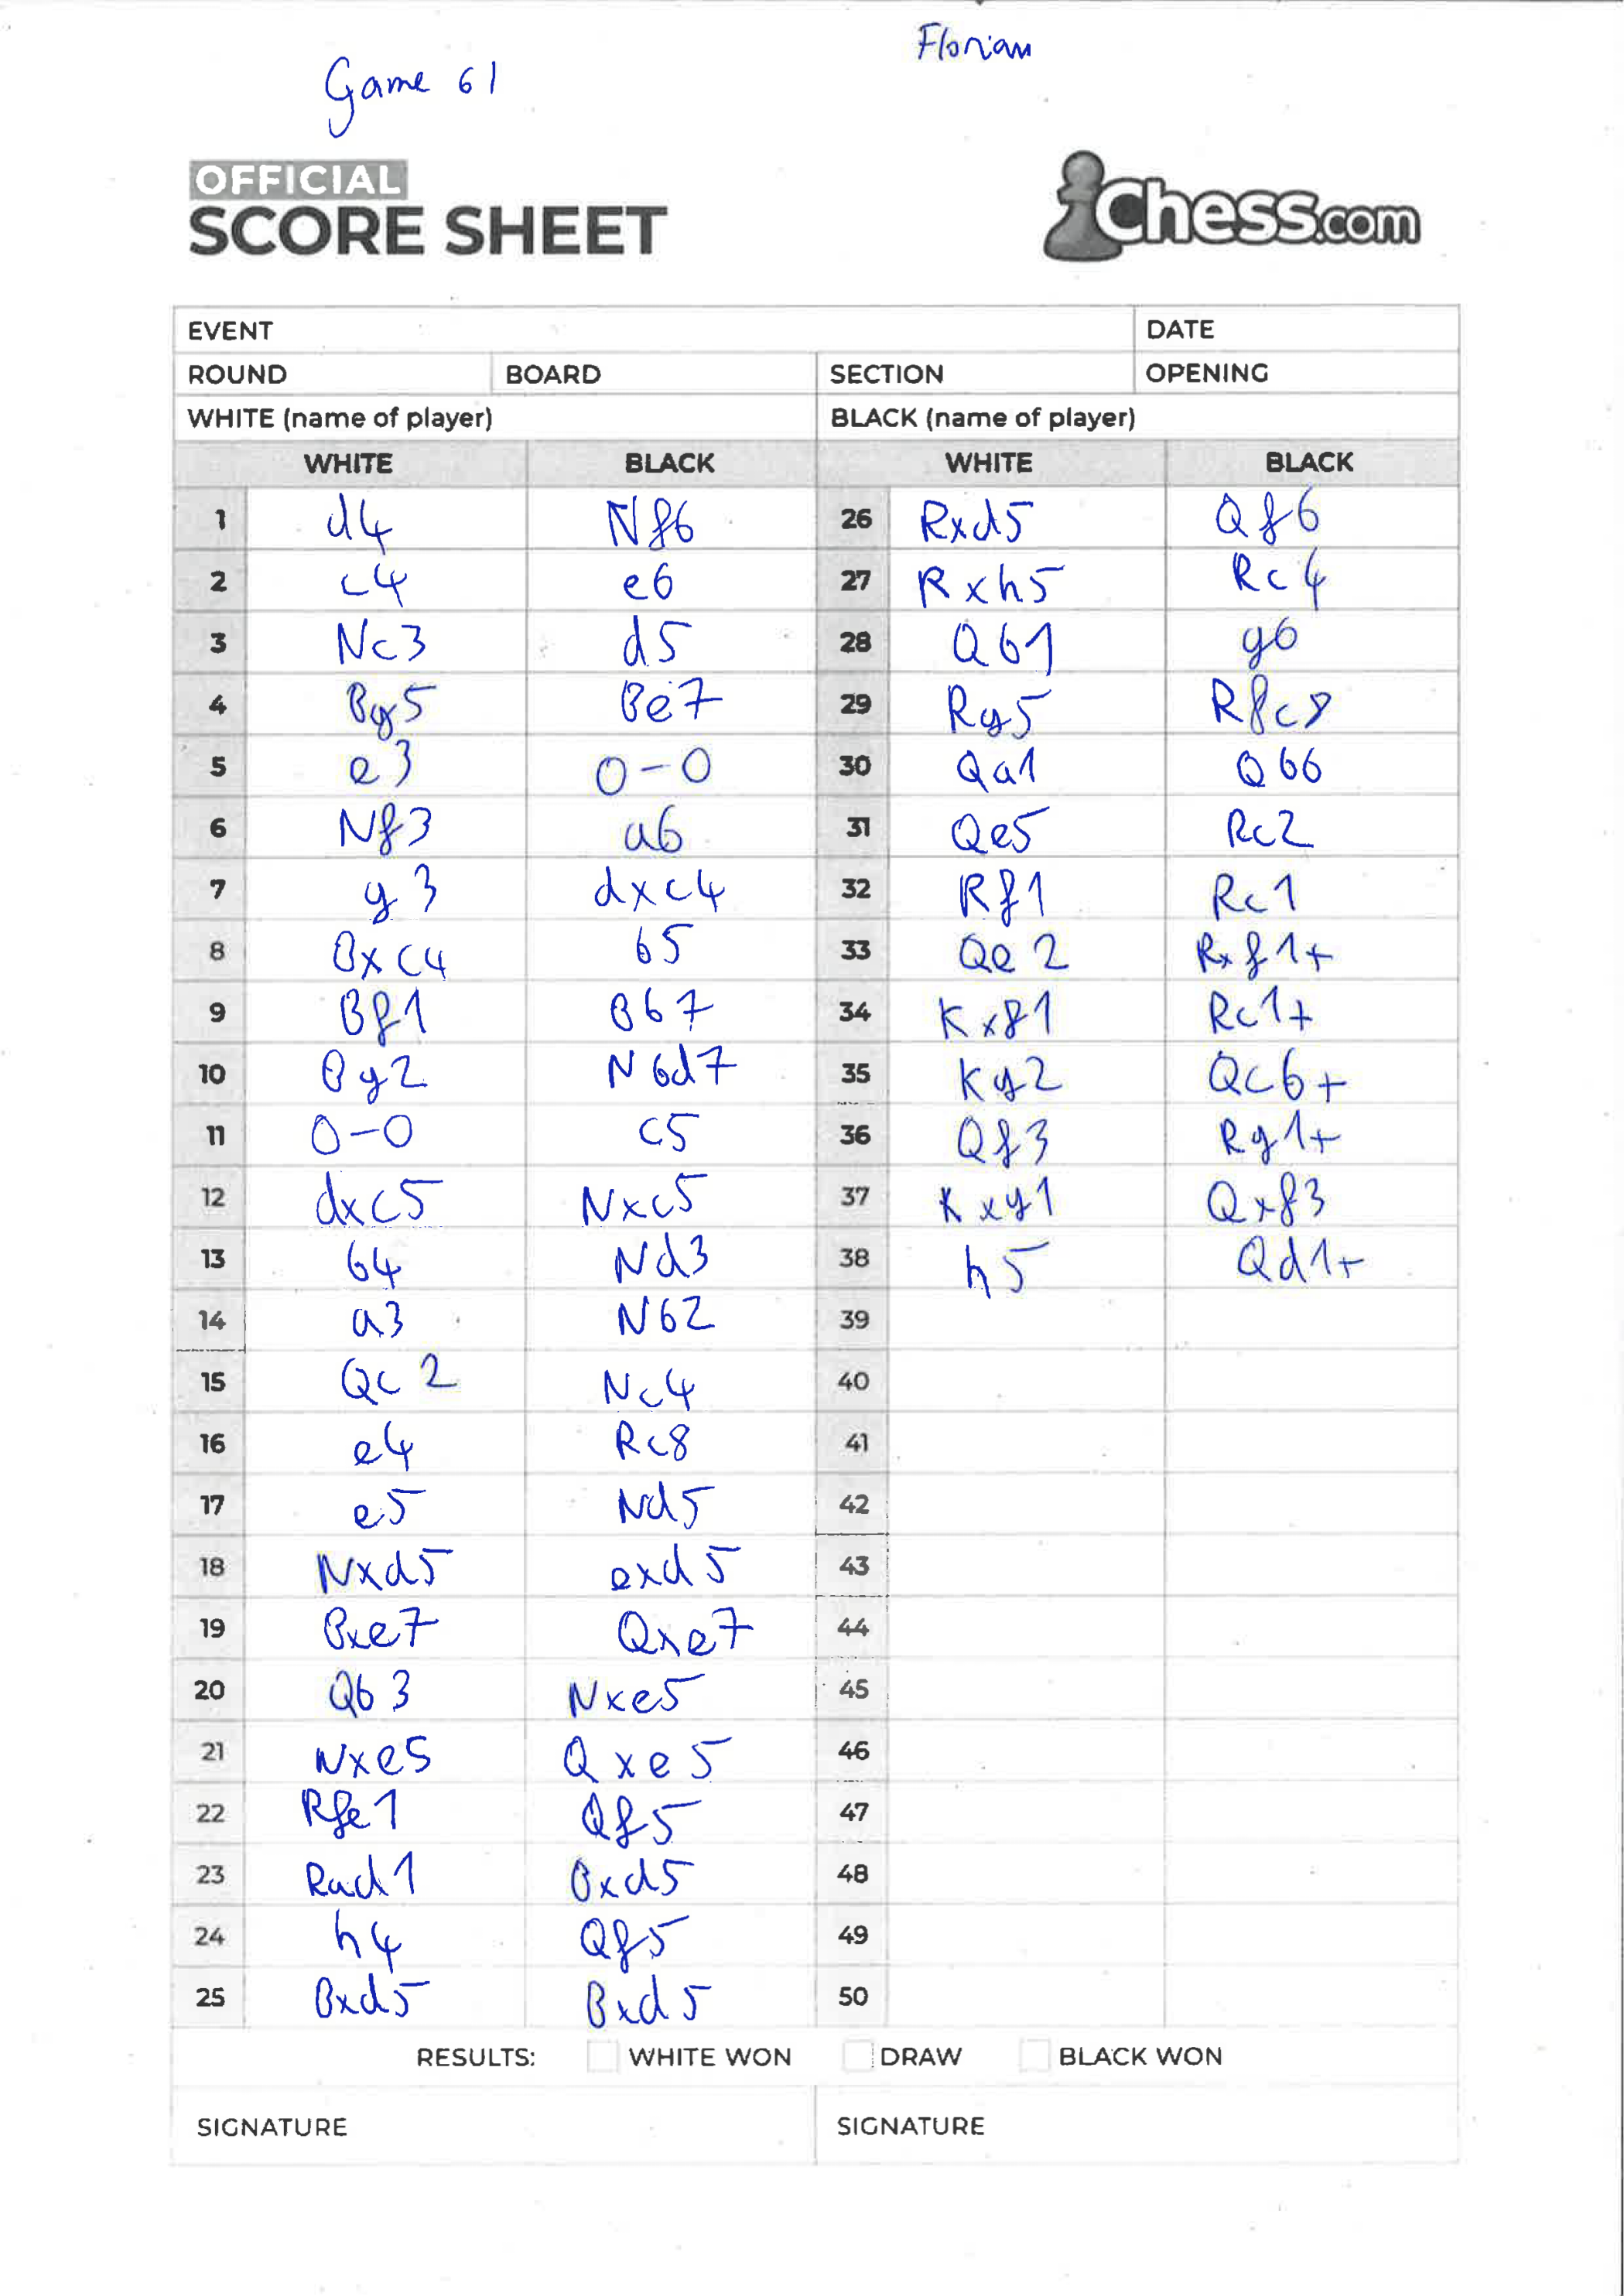 Game 61
Florian
OFFICIAL
SCORE SHEET
Chess.com
EVENT DATE
ROUND BOARD SECTION OPENING
WHITE (name of player) BLACK (name of player)
WHITE BLACK WHITE BLACK
1 d4 Nf6 26 Rxd5 Qf6
2 c4 e6 27 Rxh5 Rc4
3 Nc3 d5 28 Qb1 g6
4 Bg5 Be7 29 Rg5 Rfc8
5 e3 0-0 30 Qa1 Qb6
6 Nf3 a6 31 Qe5 Rc2
7 g3 dxc4 32 Rf1 Rc1
8 Bxc4 b5 33 Qe2 Rxf1+
9 Bf1 Bb7 34 Kxf1 Rc1+
10 Bg2 Nbd7 35 Kg2 Qc6+
11 0-0 c5 36 Qf3 Rg1+
12 dxc5 Nxc5 37 Kxg1 Qxf3
13 b4 Nd3 38 h5 Qd1+
14 a3 Nb2 39
15 Qc2 Nc4 40
16 e4 Rc8 41
17 e5 Nd5 42
18 Nxd5 exd5 43
19 Bxe7 Qxe7 44
20 Qb3 Nxe5 45
21 Nxe5 Qxe5 46
22 Rfe1 Qf5 47
23 Rad1 Bxd5 48
24 h4 Qf5 49
25 Bxd5 Bxd5 50
RESULTS: WHITE WON DRAW BLACK WON
SIGNATURE SIGNATURE